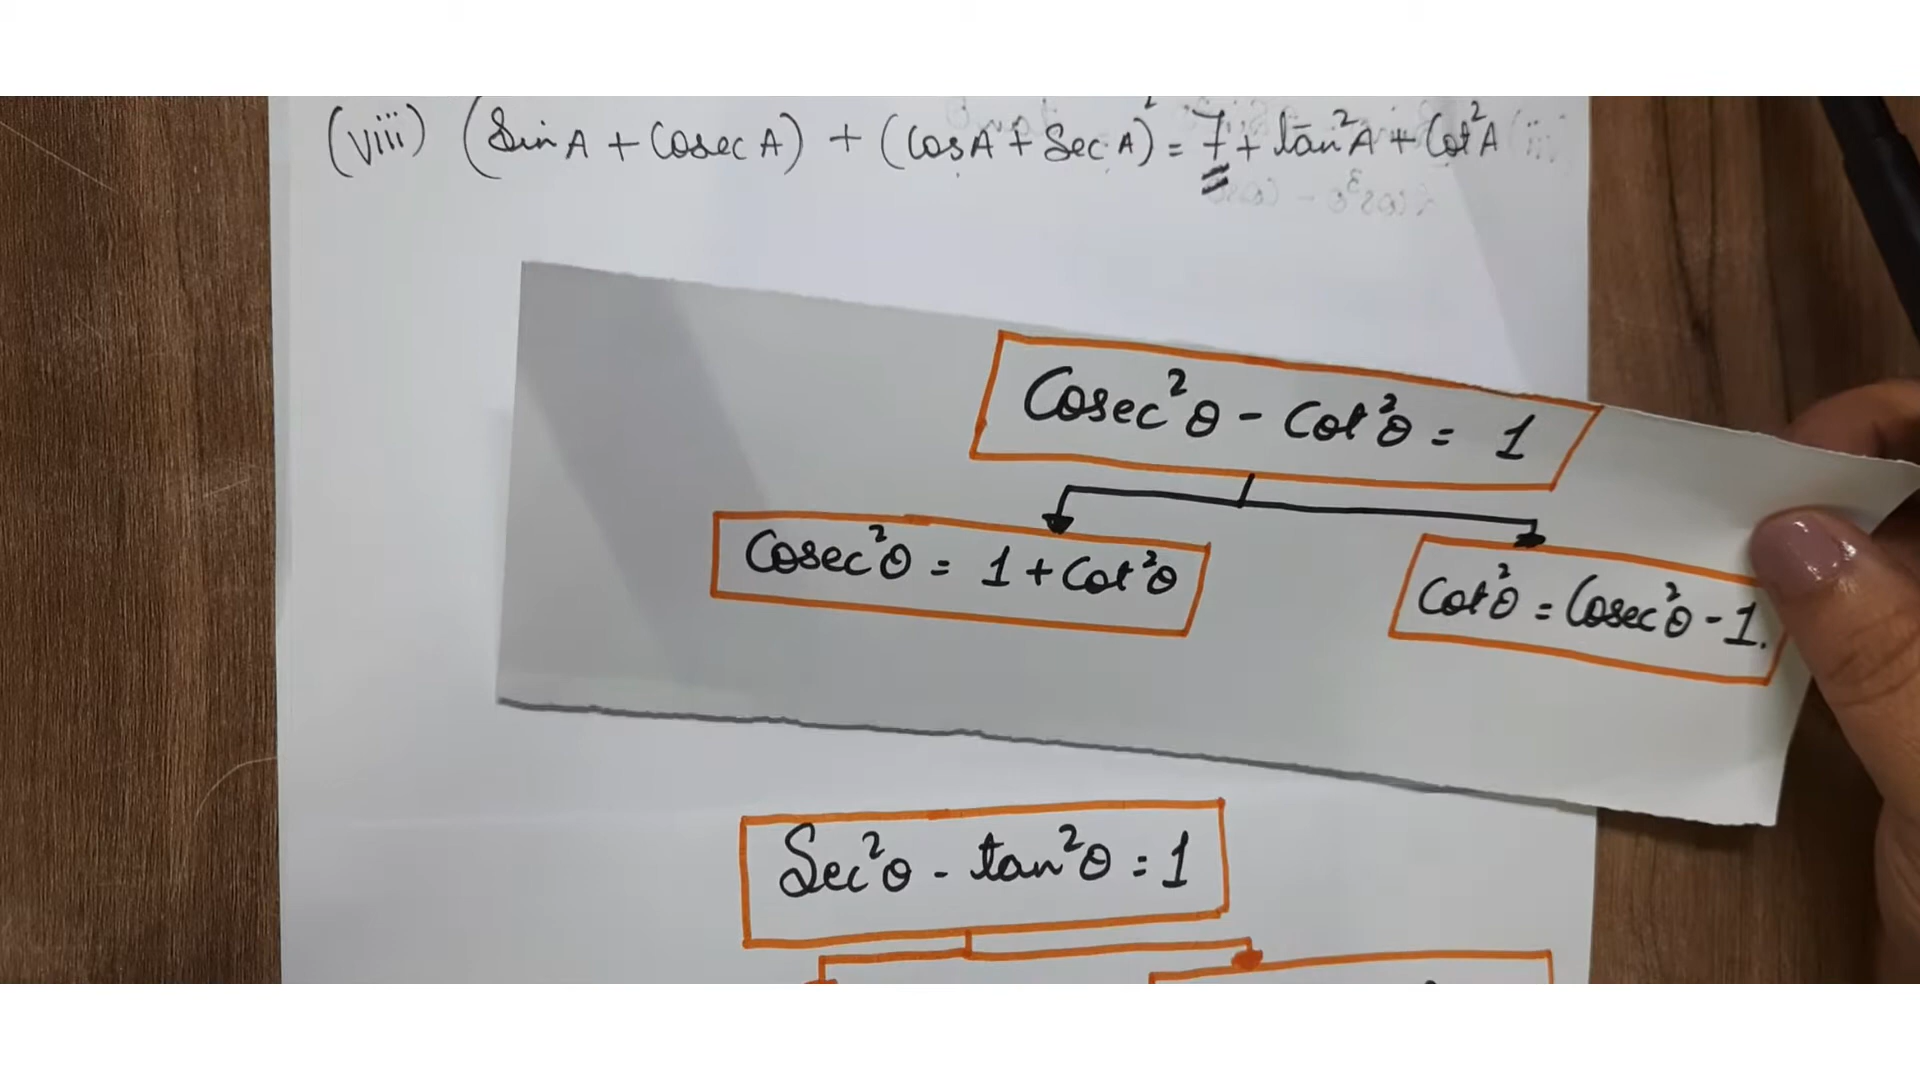 (viii) (Sin A + Cosec A) + (Cos A + Sec A)² = 7 + tan²A + Cot²A
Cosec²θ - Cot²θ = 1
Cosec²θ = 1 + Cot²θ
Cot²θ = Cosec²θ - 1.
Sec²θ - tan²θ = 1